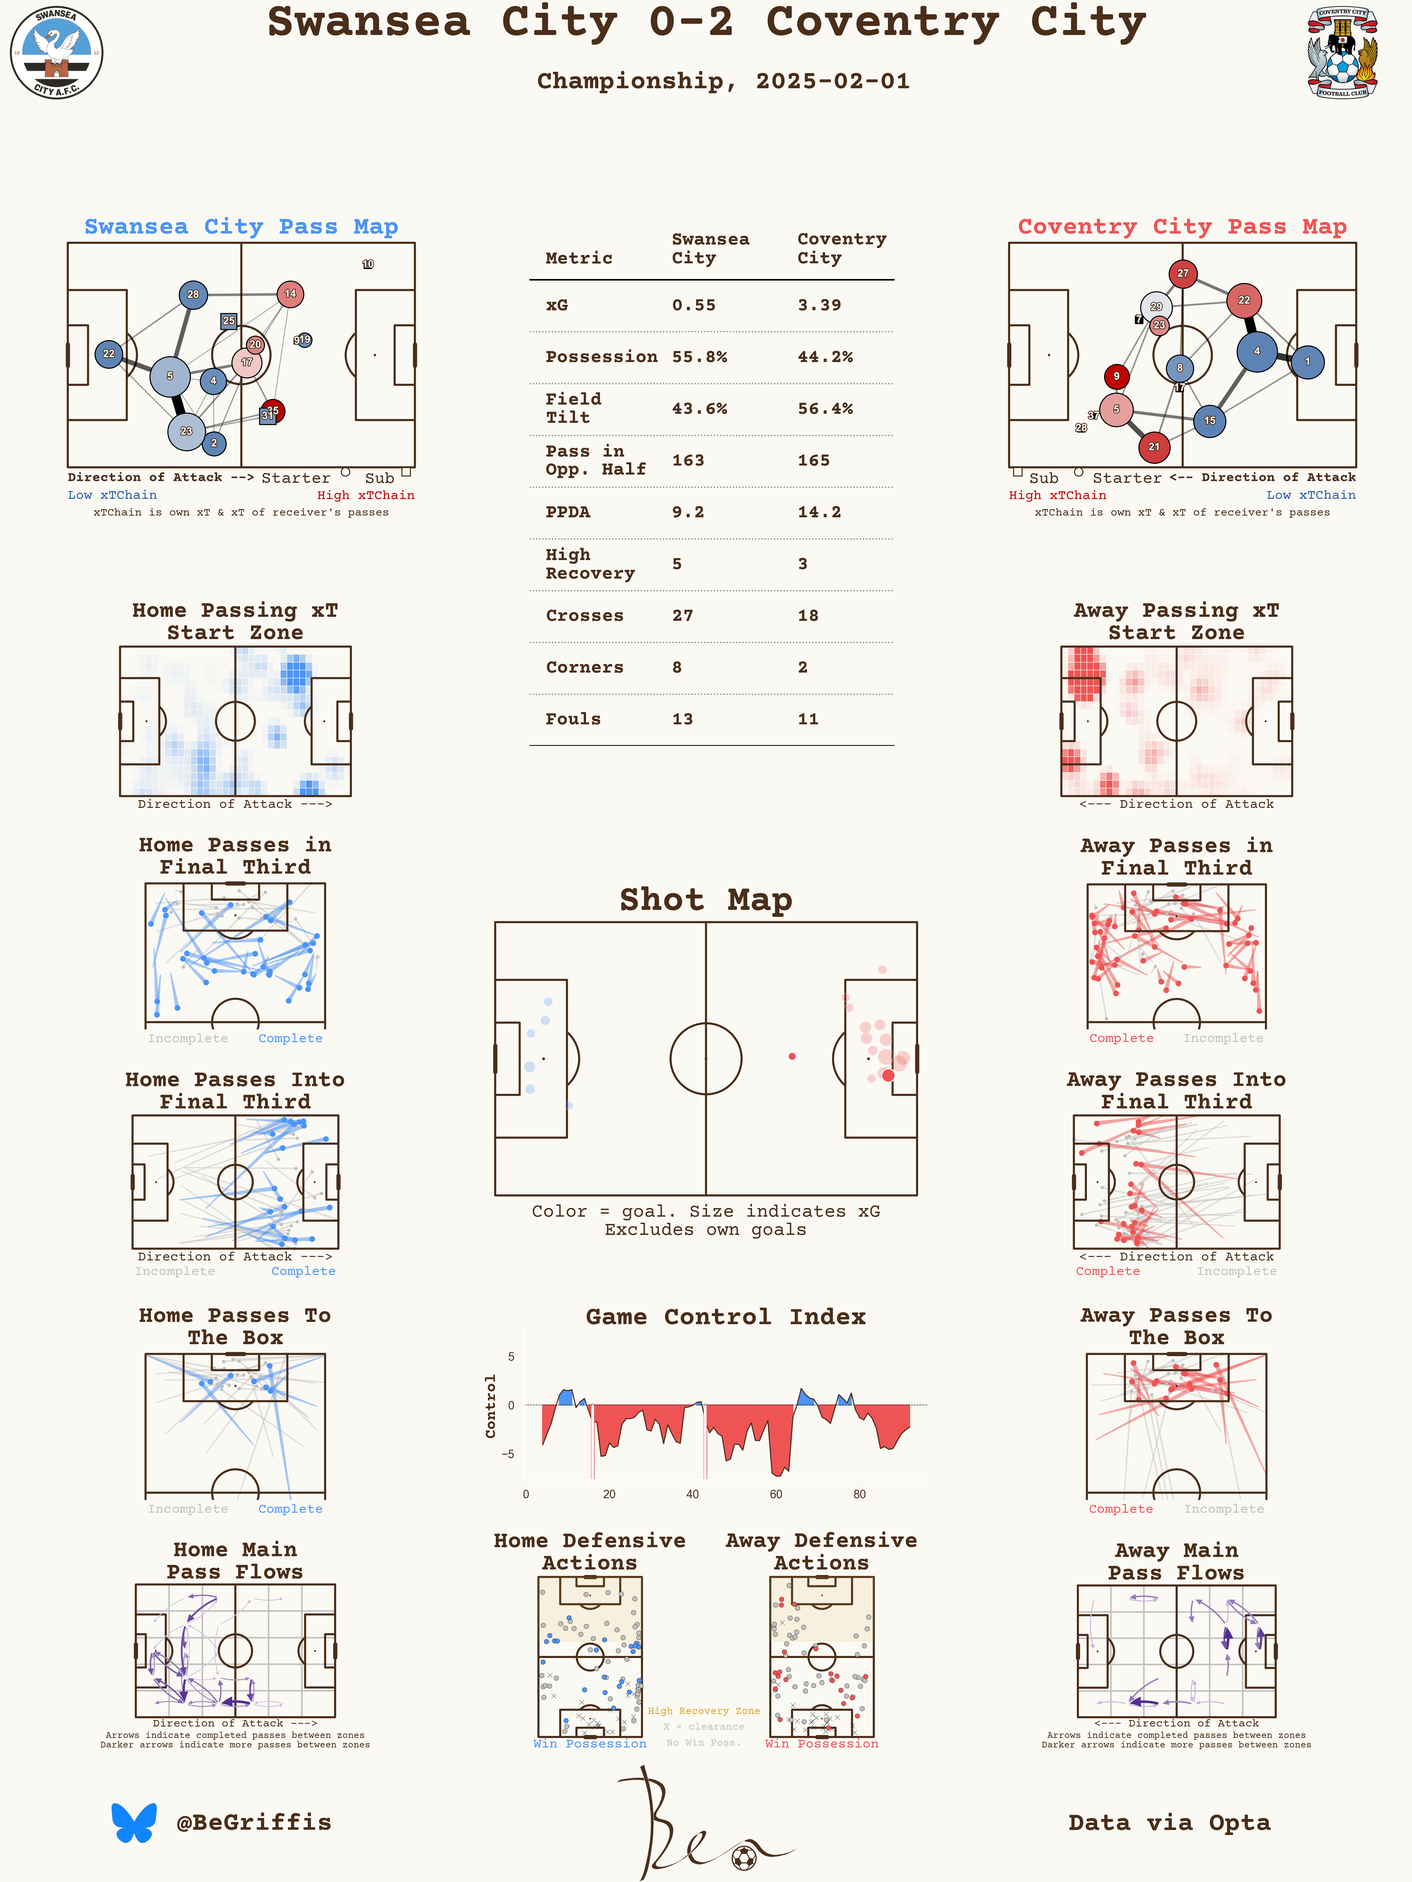 Swansea City 0-2 Coventry City
Championship, 2025-02-01
SWANSEA
CITY A.F.C.
COVENTRY CITY
FOOTBALL CLUB
Swansea City Pass Map
10
28
14
25
20
9
19
22
17
5
4
35
31
23
2
Direction of Attack --> Starter Sub
Low xTChain High xTChain
xTChain is own xT & xT of receiver's passes
Metric Swansea City Coventry City
xG 0.55 3.39
Possession 55.8% 44.2%
Field Tilt 43.6% 56.4%
Pass in Opp. Half 163 165
PPDA 9.2 14.2
High Recovery 5 3
Crosses 27 18
Corners 8 2
Fouls 13 11
Coventry City Pass Map
27
29
22
7
23
4
1
8
9
17
5
37
28
15
21
Sub Starter <-- Direction of Attack
High xTChain Low xTChain
xTChain is own xT & xT of receiver's passes
Home Passing xT
Start Zone
Direction of Attack --->
Away Passing xT
Start Zone
<--- Direction of Attack
Home Passes in
Final Third
Incomplete Complete
Away Passes in
Final Third
Complete Incomplete
Shot Map
Color = goal. Size indicates xG
Excludes own goals
Home Passes Into
Final Third
Direction of Attack --->
Incomplete Complete
Away Passes Into
Final Third
<--- Direction of Attack
Complete Incomplete
Home Passes To
The Box
Incomplete Complete
Game Control Index
Control
5
0
−5
0 20 40 60 80
Away Passes To
The Box
Complete Incomplete
Home Main
Pass Flows
Direction of Attack --->
Arrows indicate completed passes between zones
Darker arrows indicate more passes between zones
Home Defensive
Actions
Win Possession
Away Defensive
Actions
Win Possession
High Recovery Zone
X = clearance
No Win Poss.
Away Main
Pass Flows
<--- Direction of Attack
Arrows indicate completed passes between zones
Darker arrows indicate more passes between zones
@BeGriffis
Ben
Data via Opta